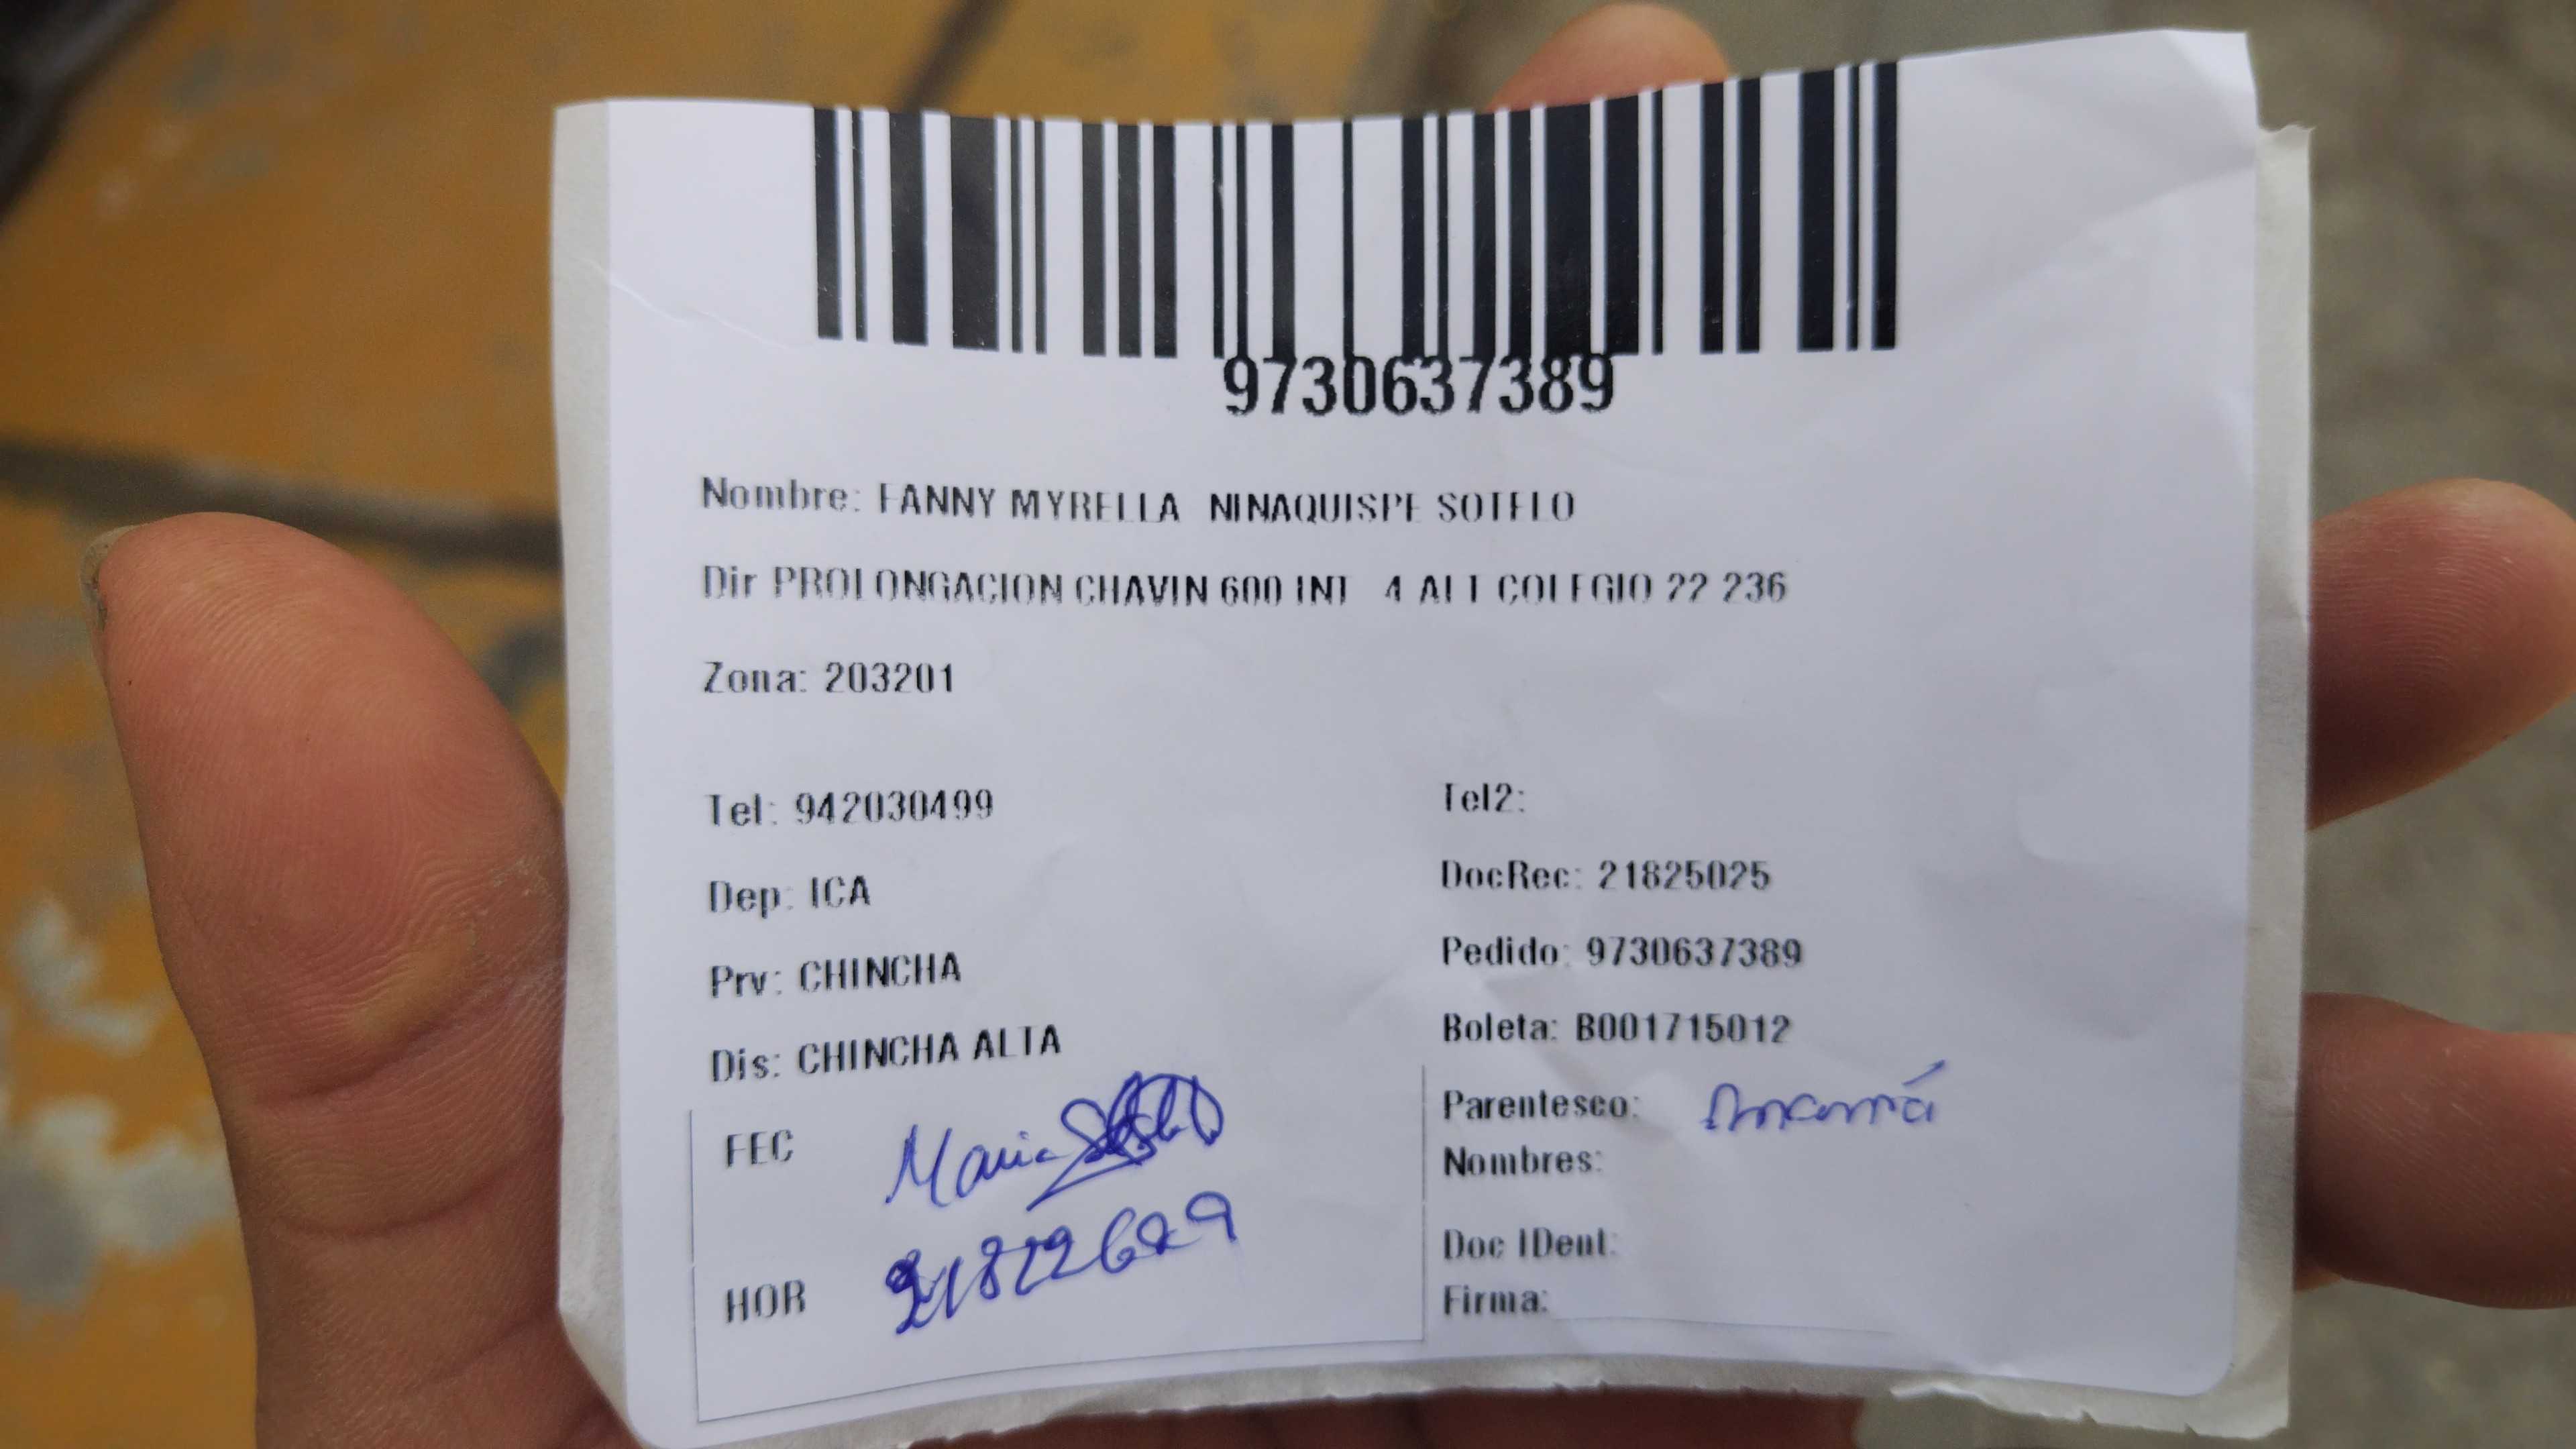 9730637389
Nombre: FANNY MYRELLA NINAQUISPE SOTELO
Dir PROLONGACION CHAVIN 600 INT 4 ALT COLEGIO 22 236
Zona: 203201
Tel: 942030499 Tel2:
Dep: ICA DocRec: 21825025
Prv: CHINCHA Pedido: 9730637389
Dis: CHINCHA ALTA Boleta: B001715012
FEC Maria Parentesco: mamá
Nombres:
Doc IDent:
HOR Firma: